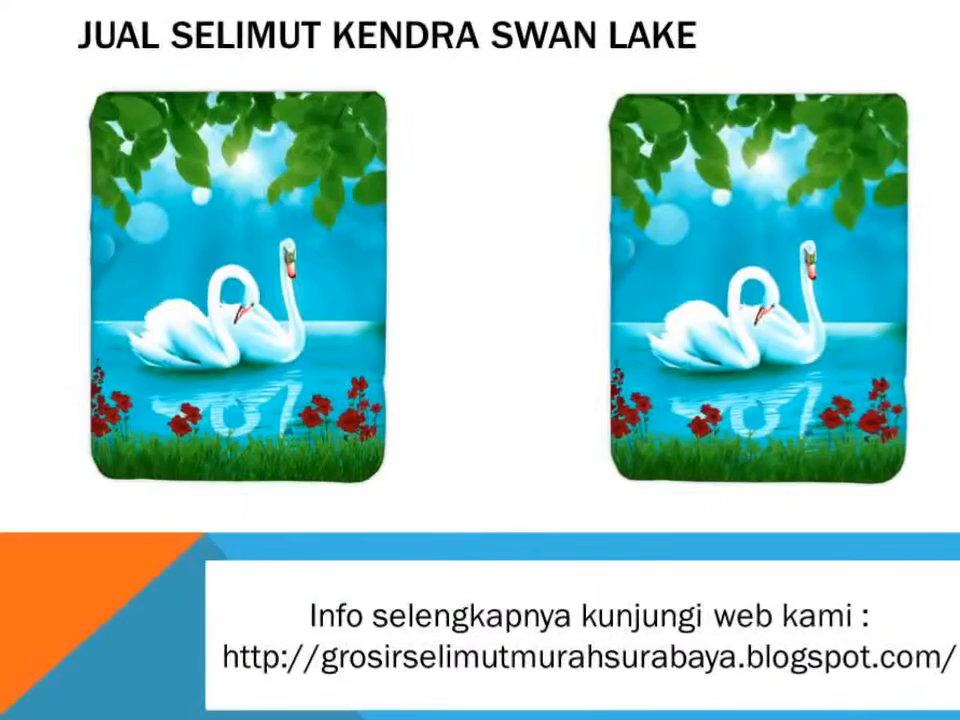 JUAL SELIMUT KENDRA SWAN LAKE
Info selengkapnya kunjungi web kami :
http://grosirselimutmurahsurabaya.blogspot.com/